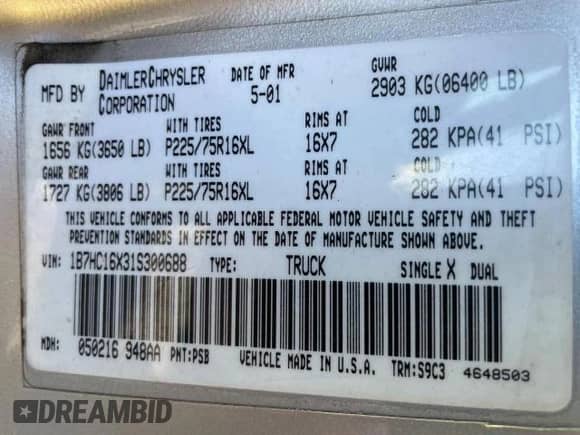 MFD BY DAIMLERCHRYSLER CORPORATION DATE OF MFR 5-01 GVWR 2903 KG(06400 LB)
GAWR FRONT WITH TIRES RIMS AT COLD
1656 KG(3650 LB) P225/75R16XL 16X7 282 KPA(41 PSI)
GAWR REAR WITH TIRES RIMS AT COLD
1727 KG(3806 LB) P225/75R16XL 16X7 282 KPA(41 PSI)
THIS VEHICLE CONFORMS TO ALL APPLICABLE FEDERAL MOTOR VEHICLE SAFETY AND THEFT
PREVENTION STANDARDS IN EFFECT ON THE DATE OF MANUFACTURE SHOWN ABOVE.
VIN: 1B7HC16X31S300688 TYPE: TRUCK SINGLE X DUAL
MDH: 050216 948AA PNT:PSB VEHICLE MADE IN U.S.A. TRM:S9C3 4648503
DREAMBID